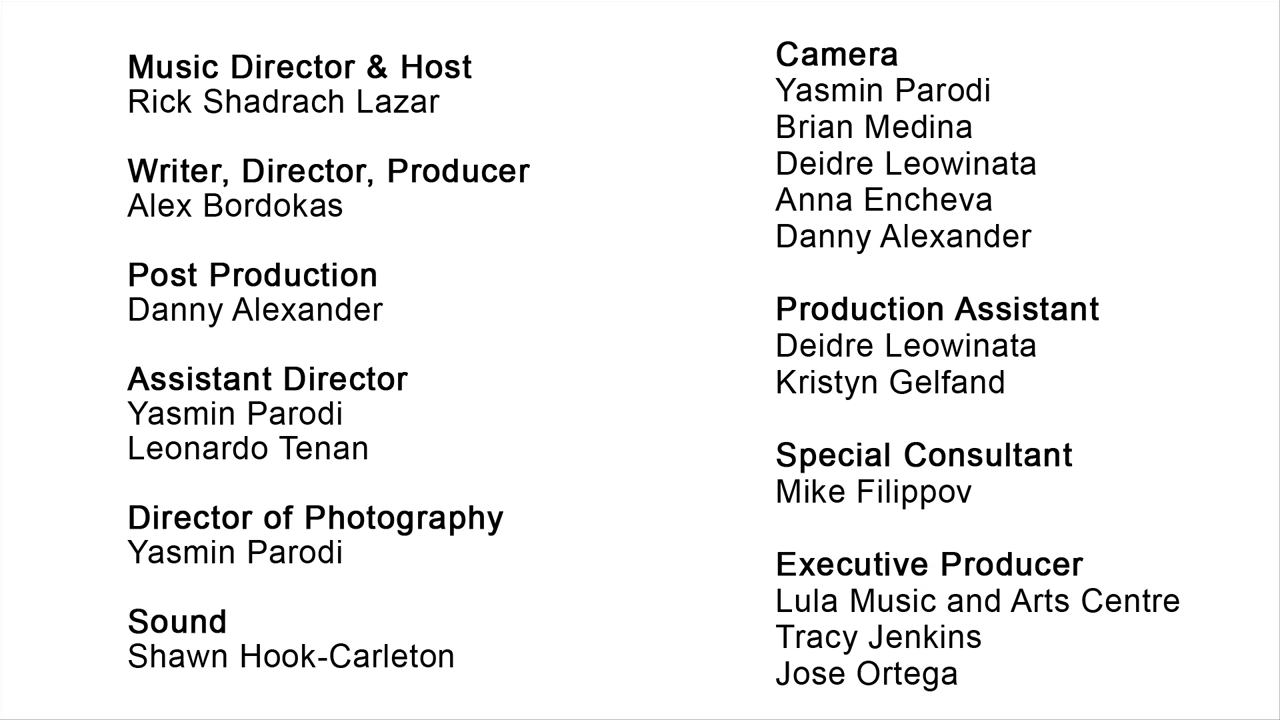 Music Director & Host
Rick Shadrach Lazar
Writer, Director, Producer
Alex Bordokas
Post Production
Danny Alexander
Assistant Director
Yasmin Parodi
Leonardo Tenan
Director of Photography
Yasmin Parodi
Sound
Shawn Hook-Carleton
Camera
Yasmin Parodi
Brian Medina
Deidre Leowinata
Anna Encheva
Danny Alexander
Production Assistant
Deidre Leowinata
Kristyn Gelfand
Special Consultant
Mike Filippov
Executive Producer
Lula Music and Arts Centre
Tracy Jenkins
Jose Ortega